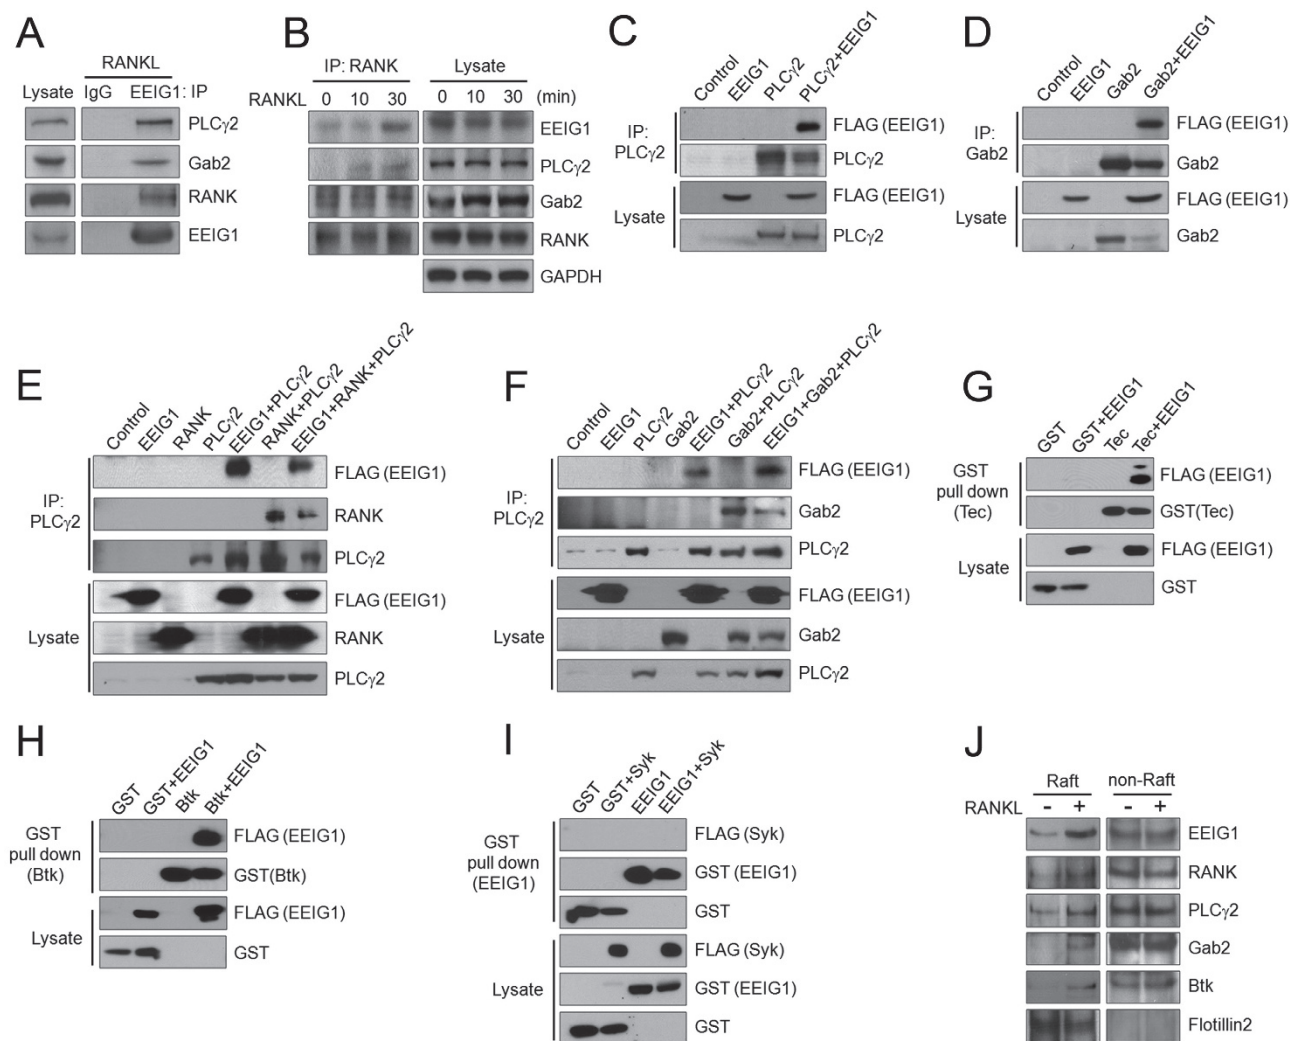 A
RANKL
Lysate IgG EEIG1: IP
PLCγ2
Gab2
RANK
EEIG1
B
IP: RANK Lysate
RANKL 0 10 30 0 10 30 (min)
EEIG1
PLCγ2
Gab2
RANK
GAPDH
C
Control EEIG1 PLCγ2 PLCγ2+EEIG1
IP:
PLCγ2
FLAG (EEIG1)
PLCγ2
Lysate
FLAG (EEIG1)
PLCγ2
D
Control EEIG1 Gab2 Gab2+EEIG1
IP:
Gab2
FLAG (EEIG1)
Gab2
Lysate
FLAG (EEIG1)
Gab2
E
Control EEIG1 RANK PLCγ2 EEIG1+PLCγ2 RANK+PLCγ2 EEIG1+RANK+PLCγ2
IP:
PLCγ2
FLAG (EEIG1)
RANK
PLCγ2
Lysate
FLAG (EEIG1)
RANK
PLCγ2
F
Control EEIG1 PLCγ2 Gab2 EEIG1+PLCγ2 Gab2+PLCγ2 EEIG1+Gab2+PLCγ2
IP:
PLCγ2
FLAG (EEIG1)
Gab2
PLCγ2
Lysate
FLAG (EEIG1)
Gab2
PLCγ2
G
GST GST+EEIG1 Tec Tec+EEIG1
GST
pull down
(Tec)
FLAG (EEIG1)
GST(Tec)
Lysate
FLAG (EEIG1)
GST
H
GST GST+EEIG1 Btk Btk+EEIG1
GST
pull down
(Btk)
FLAG (EEIG1)
GST(Btk)
Lysate
FLAG (EEIG1)
GST
I
GST GST+Syk EEIG1 EEIG1+Syk
GST
pull down
(EEIG1)
FLAG (Syk)
GST (EEIG1)
GST
Lysate
FLAG (Syk)
GST (EEIG1)
GST
J
Raft non-Raft
RANKL - + - +
EEIG1
RANK
PLCγ2
Gab2
Btk
Flotillin2